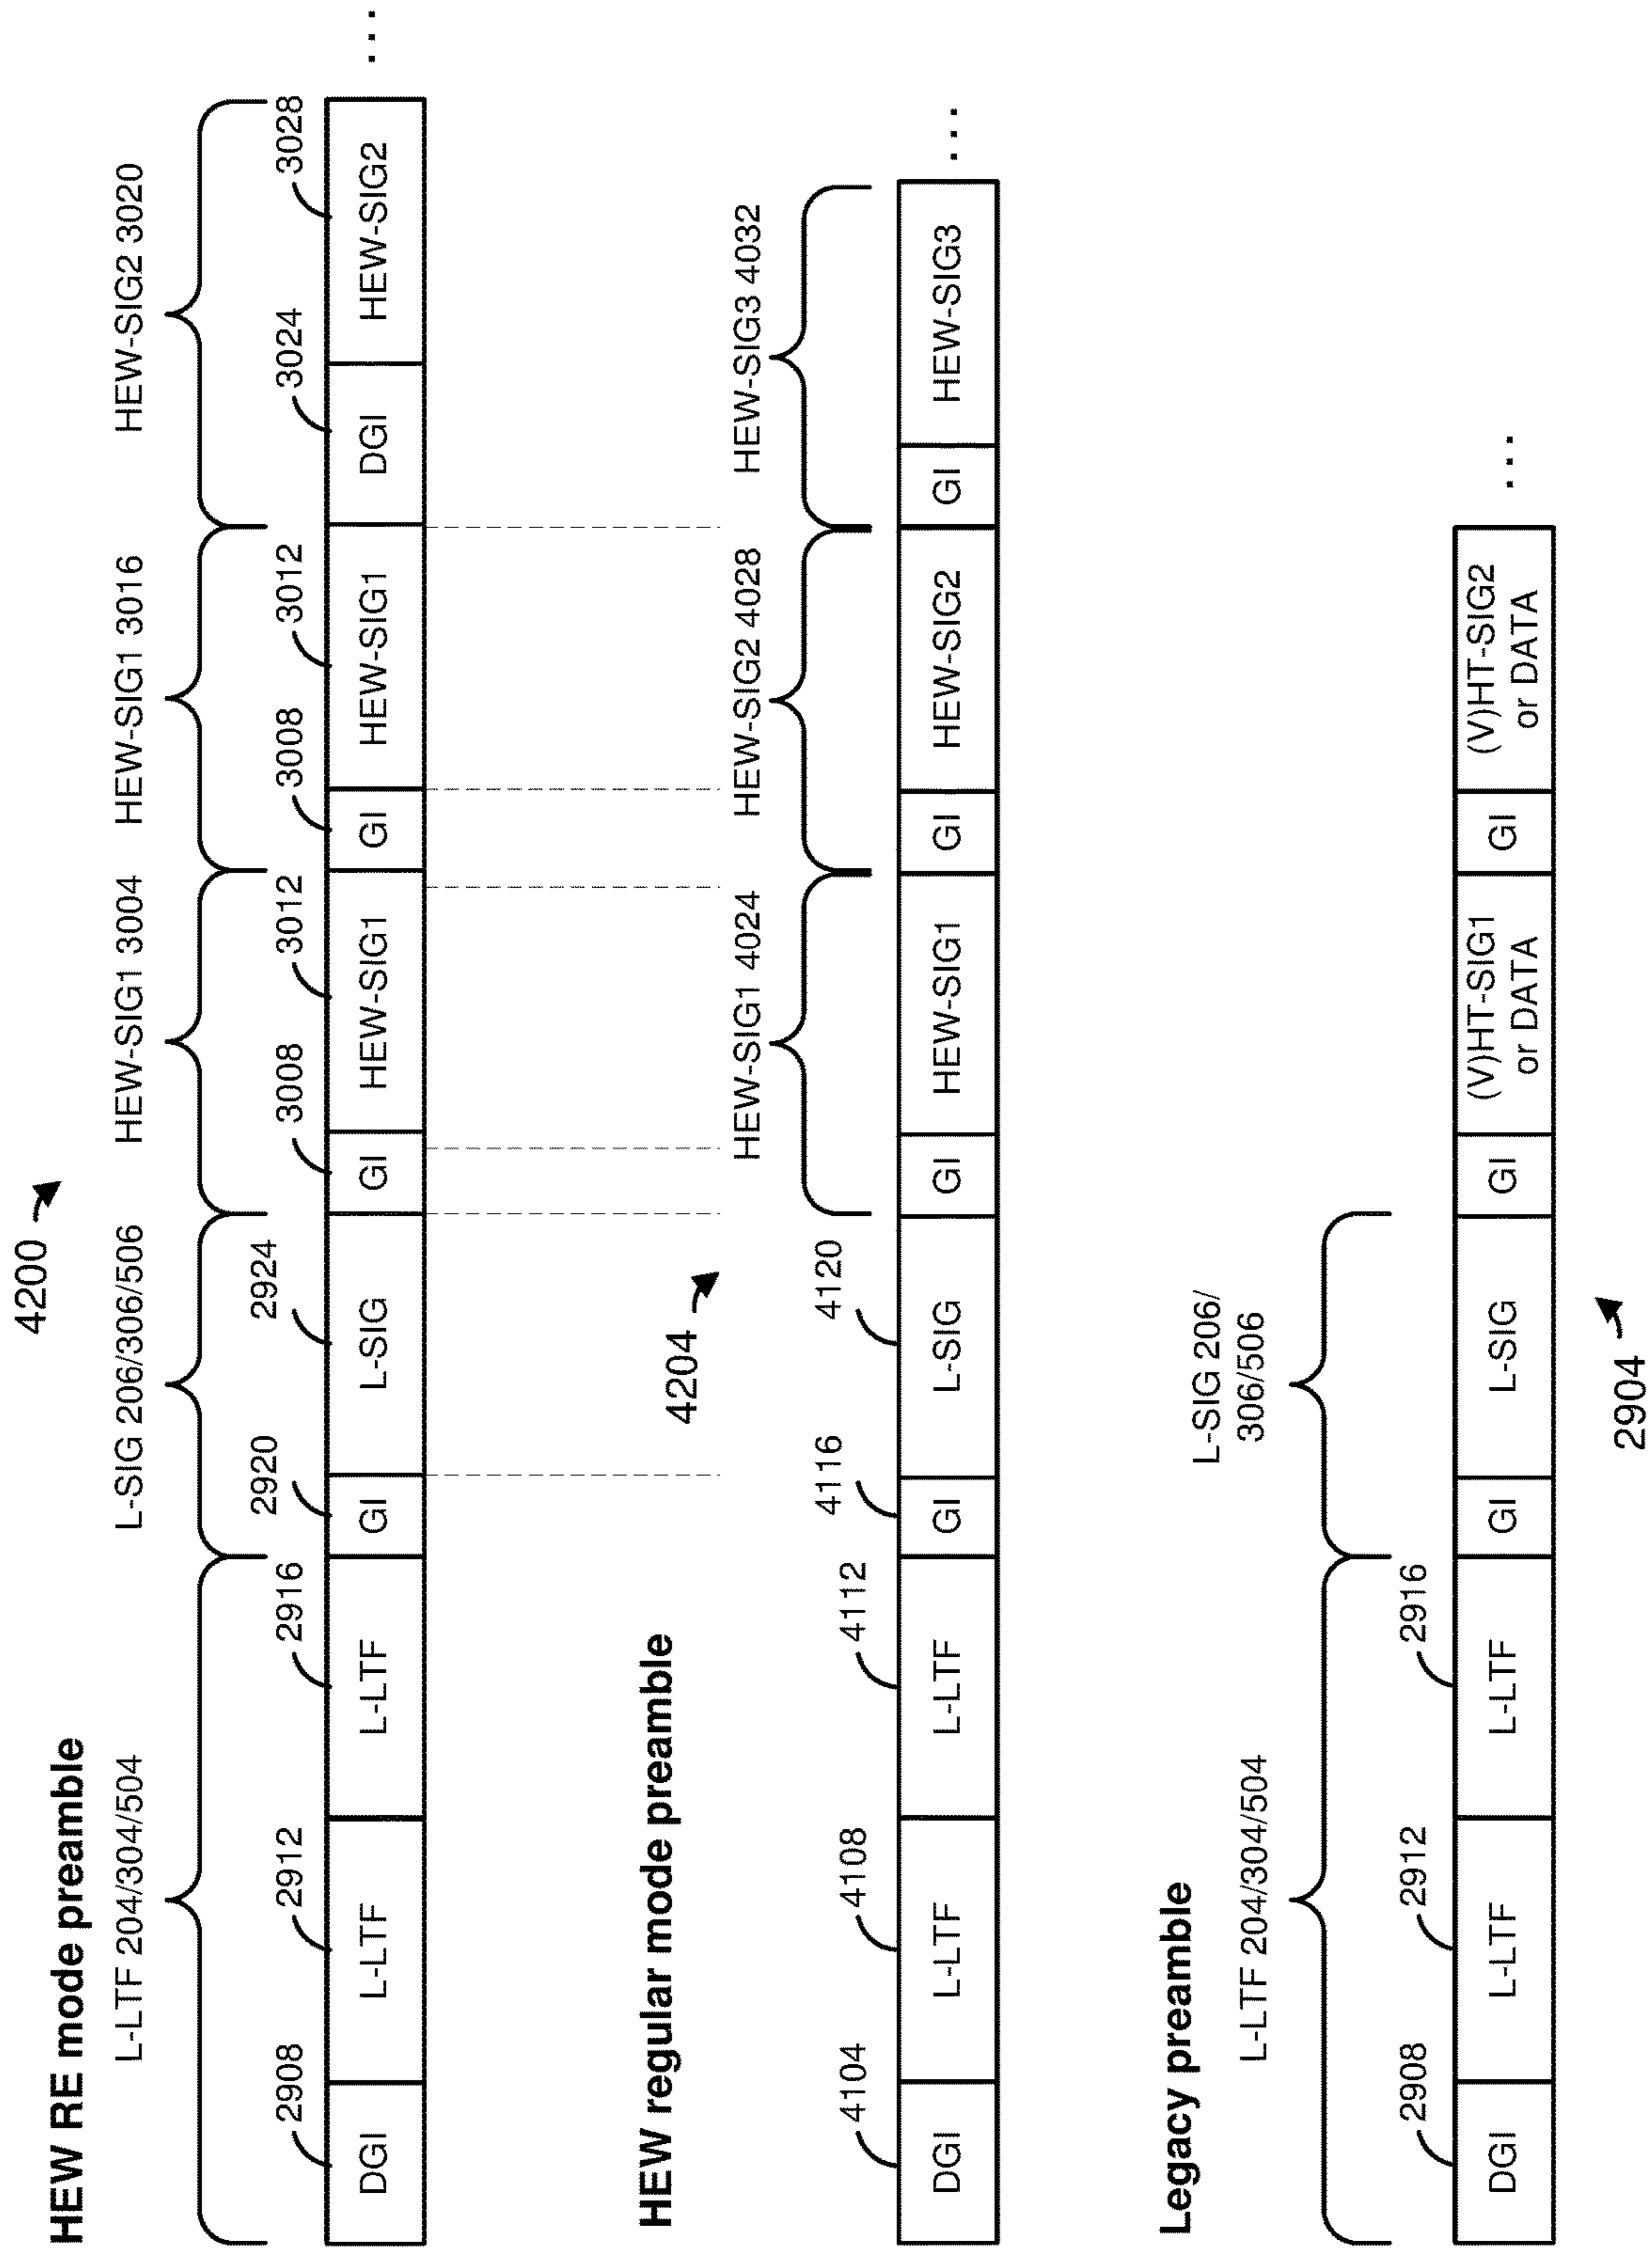 4200
HEW RE mode preamble
L-LTF 204/304/504
L-SIG 206/306/506
HEW-SIG1 3004
HEW-SIG1 3016
HEW-SIG2 3020
2908
2912
2916
2920
2924
3008
3012
3008
3012
3024
3028
DGI
L-LTF
L-LTF
GI
L-SIG
GI
HEW-SIG1
GI
HEW-SIG1
DGI
HEW-SIG2
...
HEW regular mode preamble
4204
HEW-SIG1 4024
HEW-SIG2 4028
HEW-SIG3 4032
4104
4108
4112
4116
4120
DGI
L-LTF
L-LTF
GI
L-SIG
GI
HEW-SIG1
GI
HEW-SIG2
GI
HEW-SIG3
...
Legacy preamble
L-LTF 204/304/504
L-SIG 206/
306/506
2908
2912
2916
DGI
L-LTF
L-LTF
GI
L-SIG
GI
(V)HT-SIG1
or DATA
GI
(V)HT-SIG2
or DATA
...
2904